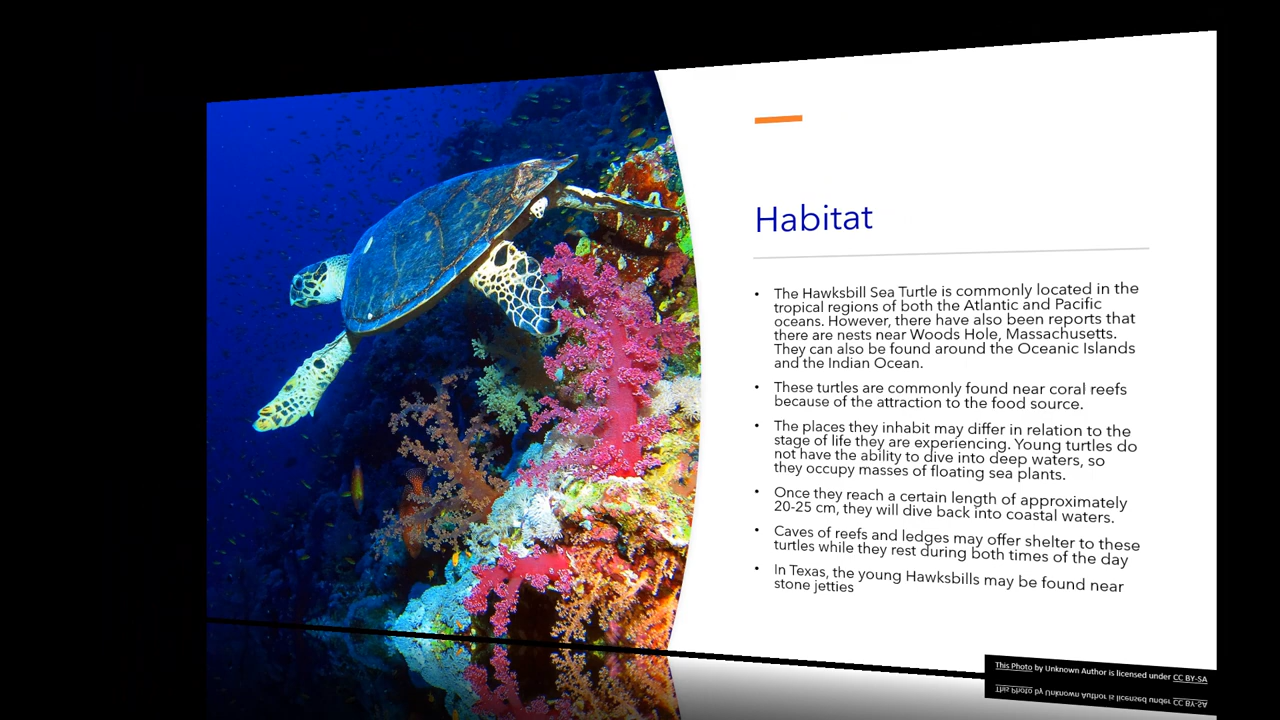 Habitat
• The Hawksbill Sea Turtle is commonly located in the
tropical regions of both the Atlantic and Pacific
oceans. However, there have also been reports that
there are nests near Woods Hole, Massachusetts.
They can also be found around the Oceanic Islands
and the Indian Ocean.
• These turtles are commonly found near coral reefs
because of the attraction to the food source.
• The places they inhabit may differ in relation to the
stage of life they are experiencing. Young turtles do
not have the ability to dive into deep waters, so
they occupy masses of floating sea plants.
• Once they reach a certain length of approximately
20-25 cm, they will dive back into coastal waters.
• Caves of reefs and ledges may offer shelter to these
turtles while they rest during both times of the day
• In Texas, the young Hawksbills may be found near
stone jetties
This Photo by Unknown Author is licensed under CC BY-SA